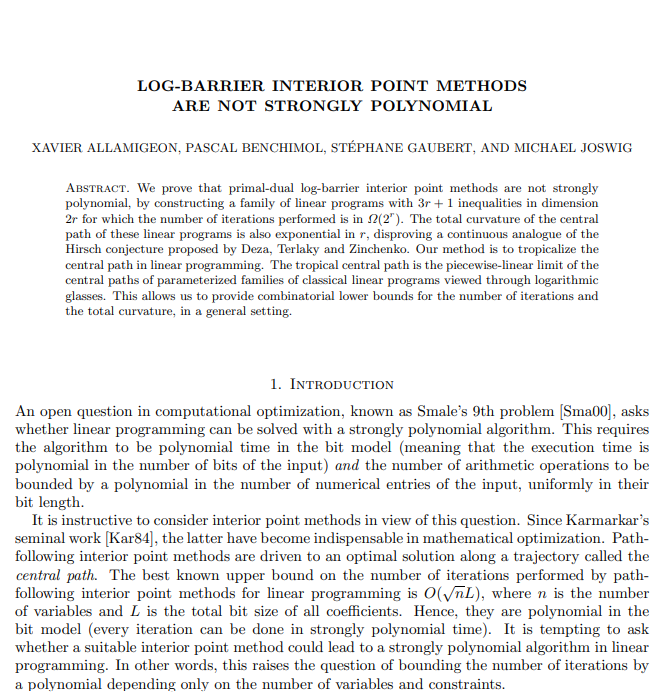 LOG-BARRIER INTERIOR POINT METHODS
ARE NOT STRONGLY POLYNOMIAL
XAVIER ALLAMIGEON, PASCAL BENCHIMOL, STÉPHANE GAUBERT, AND MICHAEL JOSWIG
Abstract. We prove that primal-dual log-barrier interior point methods are not strongly
polynomial, by constructing a family of linear programs with 3r + 1 inequalities in dimension
2r for which the number of iterations performed is in Ω(2^r). The total curvature of the central
path of these linear programs is also exponential in r, disproving a continuous analogue of the
Hirsch conjecture proposed by Deza, Terlaky and Zinchenko. Our method is to tropicalize the
central path in linear programming. The tropical central path is the piecewise-linear limit of the
central paths of parameterized families of classical linear programs viewed through logarithmic
glasses. This allows us to provide combinatorial lower bounds for the number of iterations and
the total curvature, in a general setting.
1. Introduction
An open question in computational optimization, known as Smale's 9th problem [Sma00], asks
whether linear programming can be solved with a strongly polynomial algorithm. This requires
the algorithm to be polynomial time in the bit model (meaning that the execution time is
polynomial in the number of bits of the input) and the number of arithmetic operations to be
bounded by a polynomial in the number of numerical entries of the input, uniformly in their
bit length.
It is instructive to consider interior point methods in view of this question. Since Karmarkar's
seminal work [Kar84], the latter have become indispensable in mathematical optimization. Path-
following interior point methods are driven to an optimal solution along a trajectory called the
central path. The best known upper bound on the number of iterations performed by path-
following interior point methods for linear programming is O(√nL), where n is the number
of variables and L is the total bit size of all coefficients. Hence, they are polynomial in the
bit model (every iteration can be done in strongly polynomial time). It is tempting to ask
whether a suitable interior point method could lead to a strongly polynomial algorithm in linear
programming. In other words, this raises the question of bounding the number of iterations by
a polynomial depending only on the number of variables and constraints.